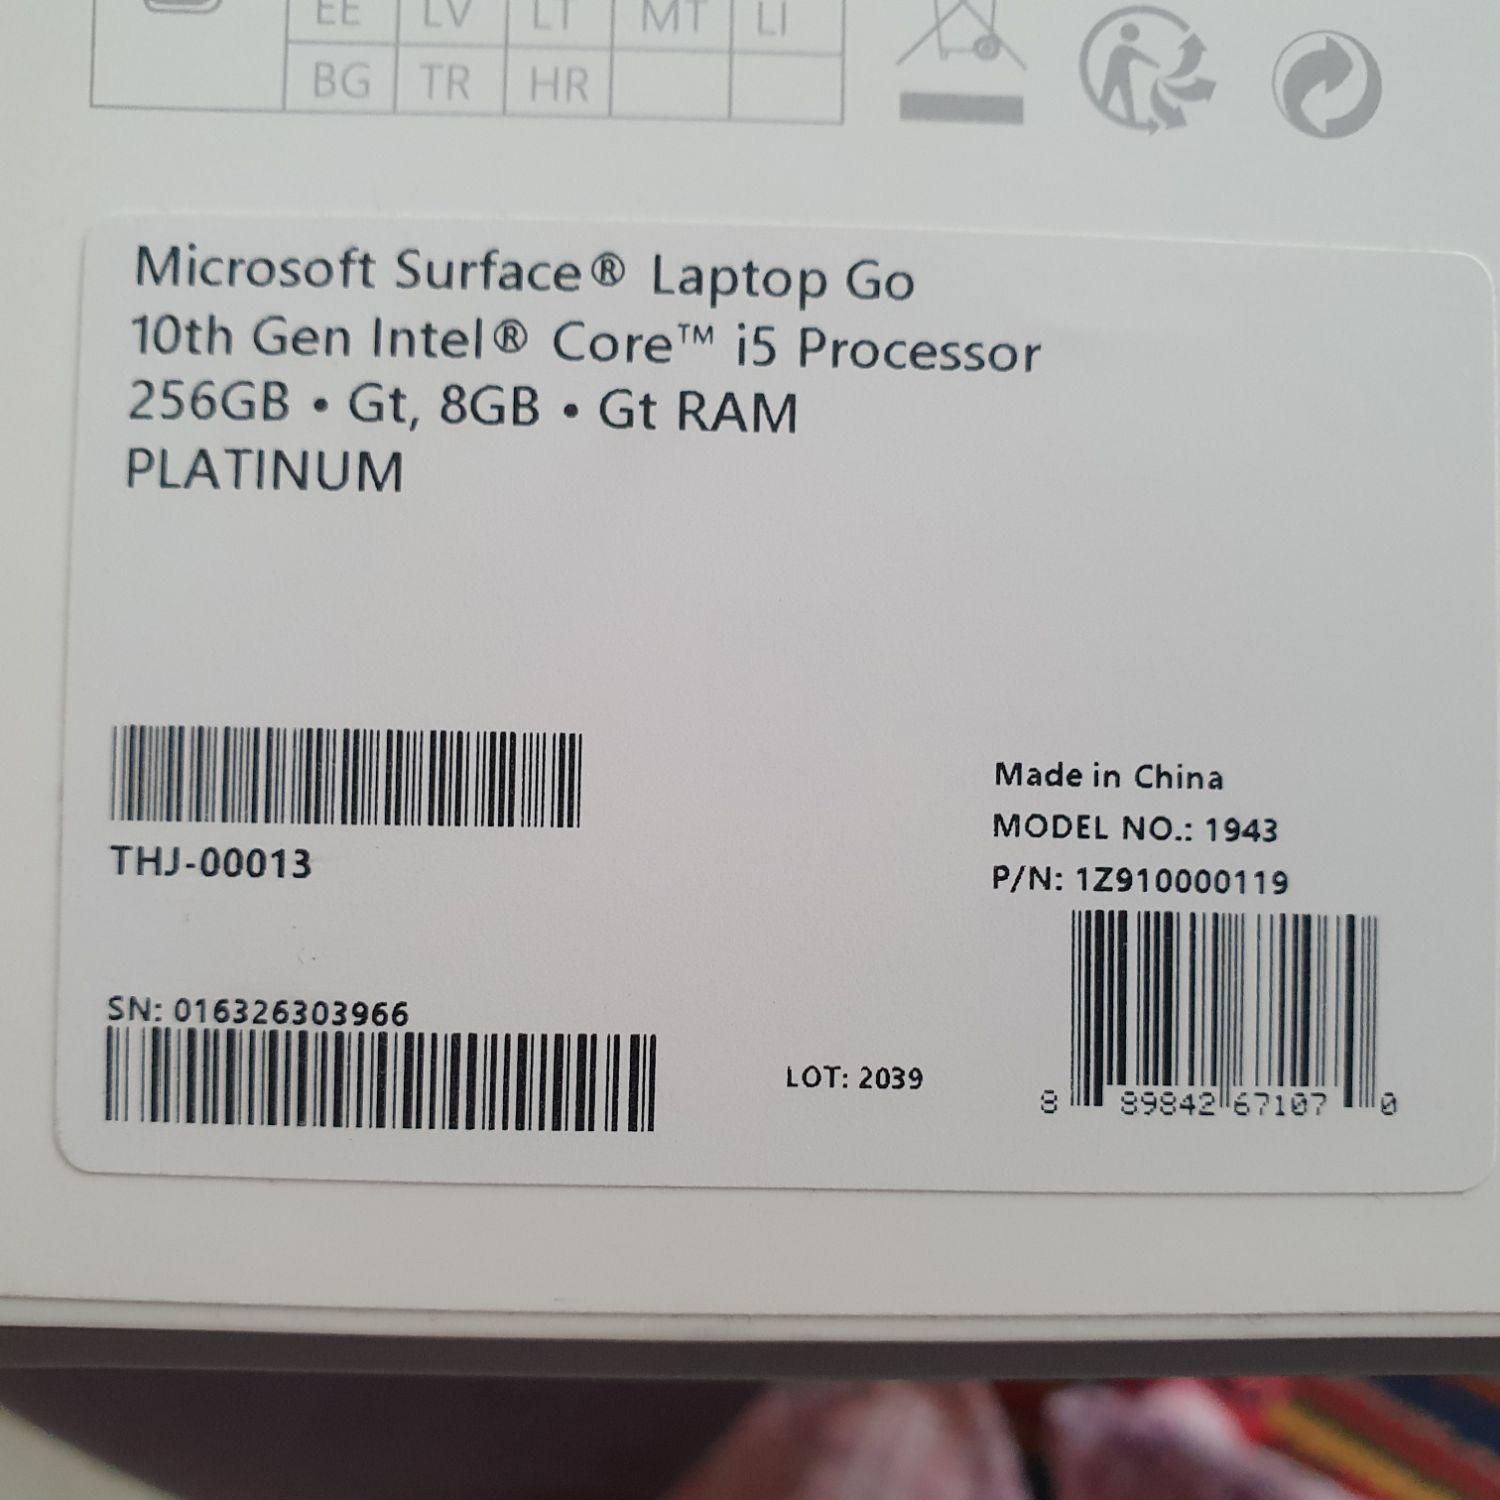 EE LV LT MT LI
BG TR HR
Microsoft Surface® Laptop Go
10th Gen Intel® Core™ i5 Processor
256GB • Gt, 8GB • Gt RAM
PLATINUM
THJ-00013
Made in China
MODEL NO.: 1943
P/N: 1Z910000119
SN: 016326303966
LOT: 2039
8 89842 67107 0